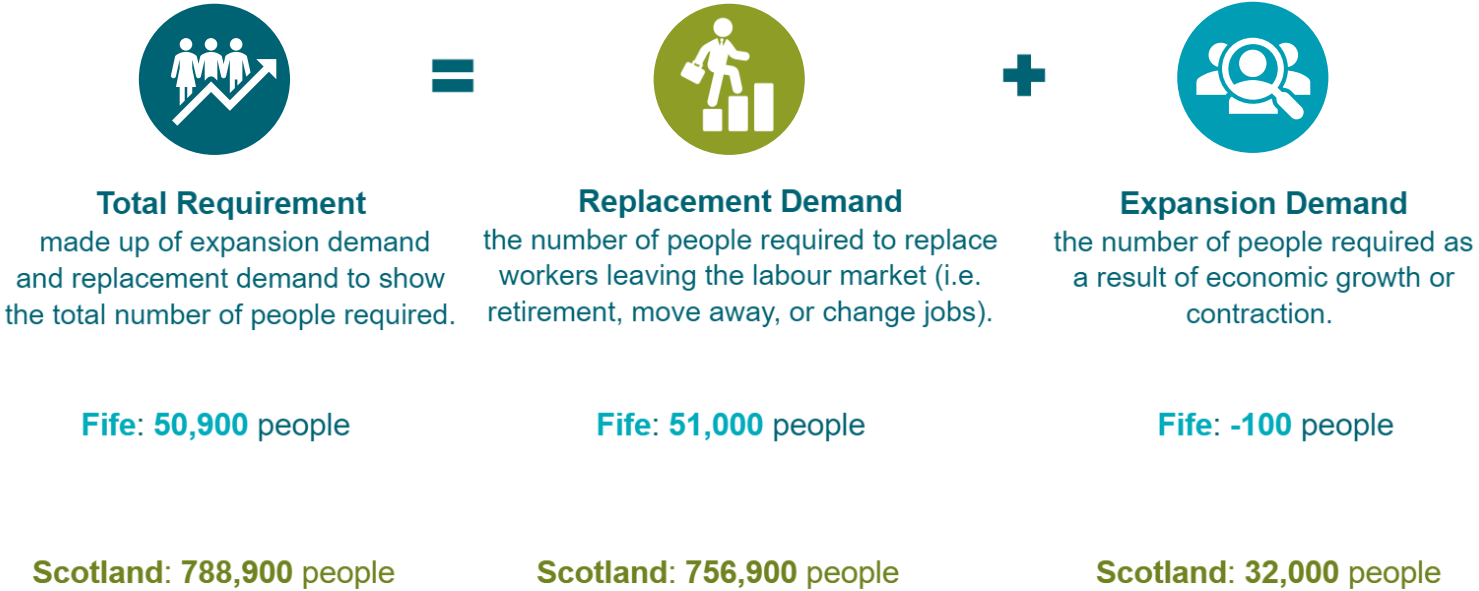 =
+
Total Requirement
made up of expansion demand
and replacement demand to show
the total number of people required.
Replacement Demand
the number of people required to replace
workers leaving the labour market (i.e.
retirement, move away, or change jobs).
Expansion Demand
the number of people required as
a result of economic growth or
contraction.
Fife: 50,900 people
Fife: 51,000 people
Fife: -100 people
Scotland: 788,900 people
Scotland: 756,900 people
Scotland: 32,000 people